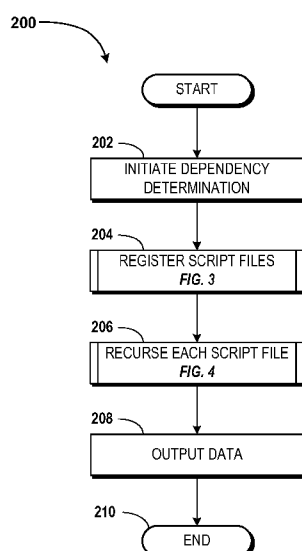 200
START
202
INITIATE DEPENDENCY
DETERMINATION
204
REGISTER SCRIPT FILES
FIG. 3
206
RECURSE EACH SCRIPT FILE
FIG. 4
208
OUTPUT DATA
210
END